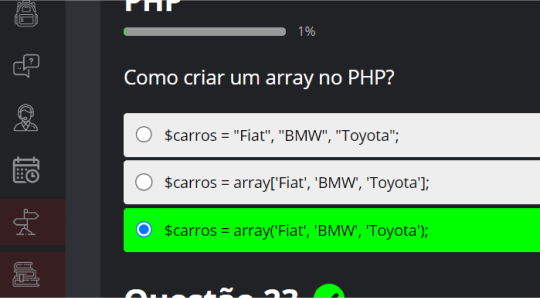 PHP
1%
Como criar um array no PHP?
$carros = "Fiat", "BMW", "Toyota";
$carros = array['Fiat', 'BMW', 'Toyota'];
$carros = array('Fiat', 'BMW', 'Toyota');
Questão 23